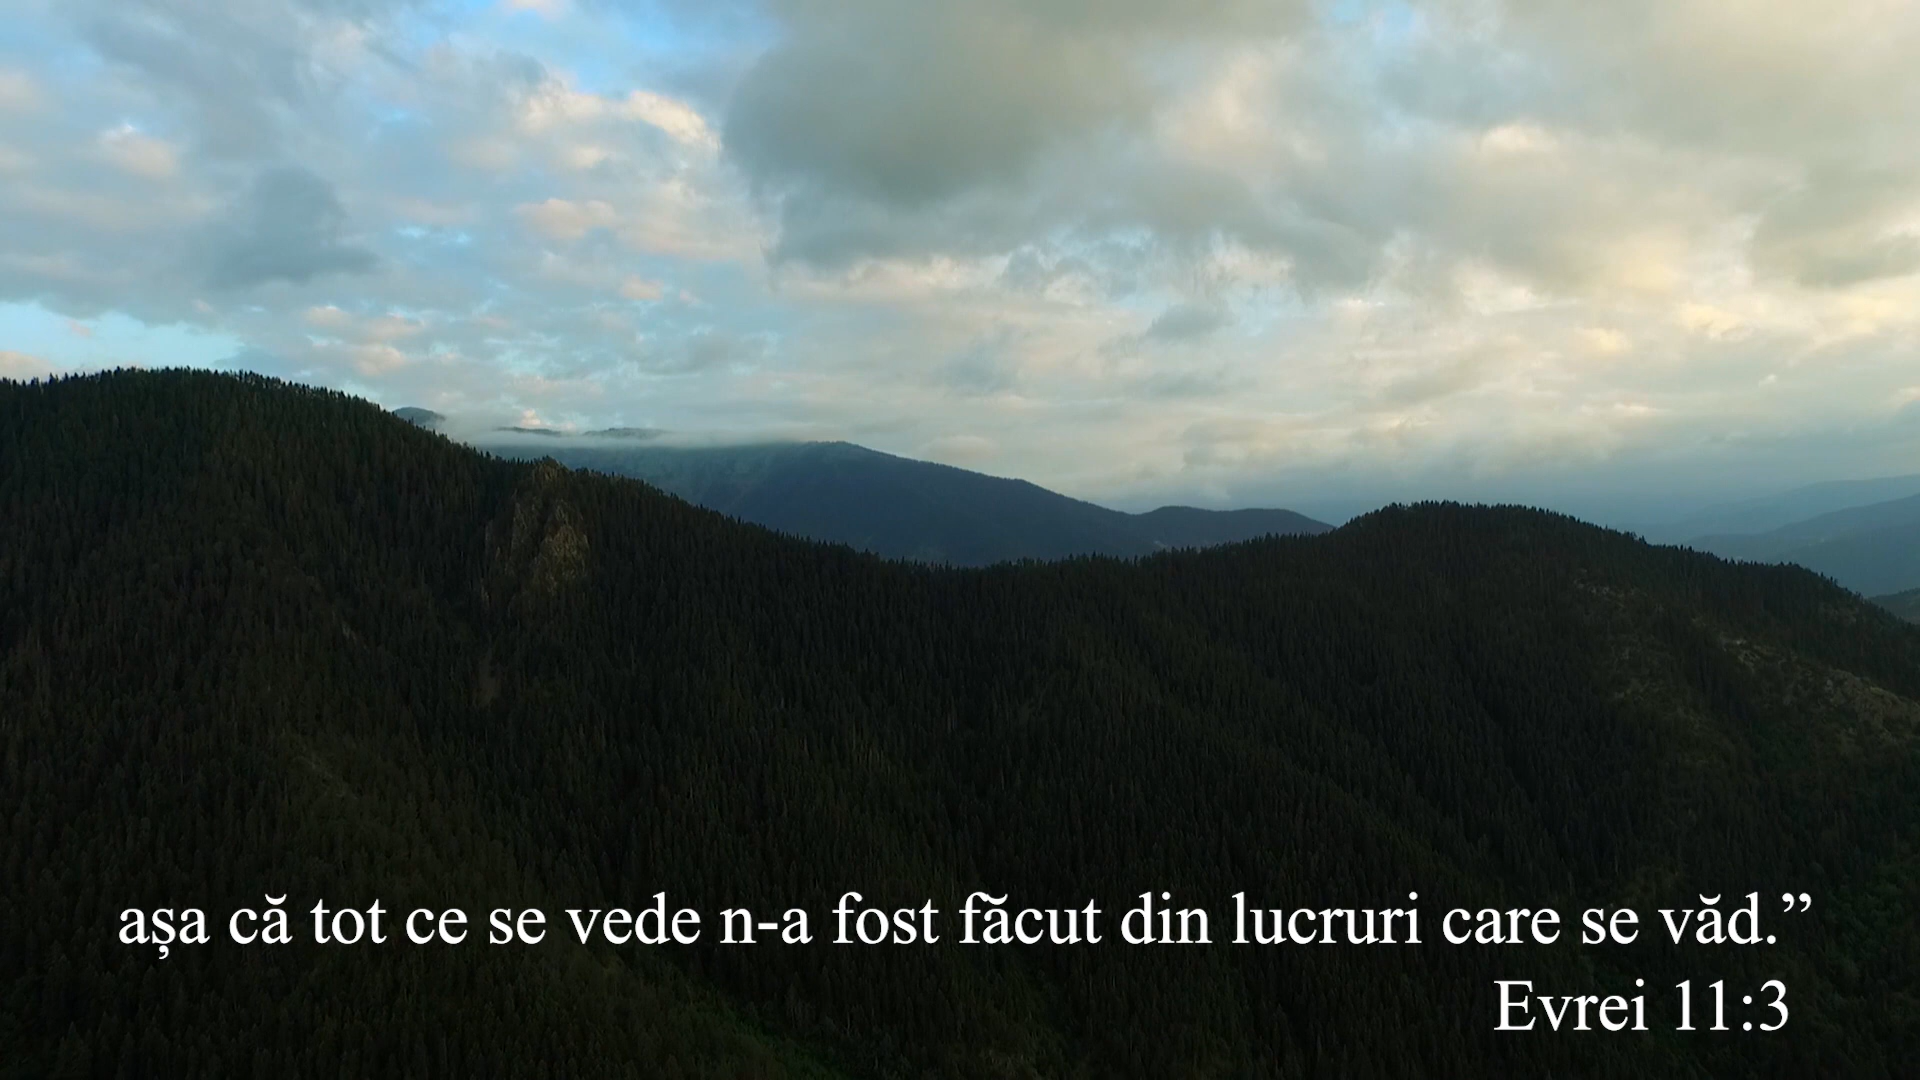 așa că tot ce se vede n-a fost făcut din lucruri care se văd.”
Evrei 11:3